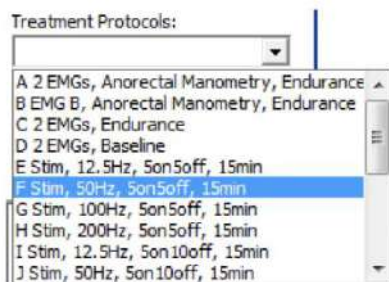 Treatment Protocols:
A 2 EMGs, Anorectal Manometry, Endurance
B EMG B, Anorectal Manometry, Endurance
C 2 EMGs, Endurance
D 2 EMGs, Baseline
E Stim, 12.5Hz, 5on5off, 15min
F Stim, 50Hz, 5on5off, 15min
G Stim, 100Hz, 5on5off, 15min
H Stim, 200Hz, 5on5off, 15min
I Stim, 12.5Hz, 5on10off, 15min
J Stim, 50Hz, 5on10off, 15min